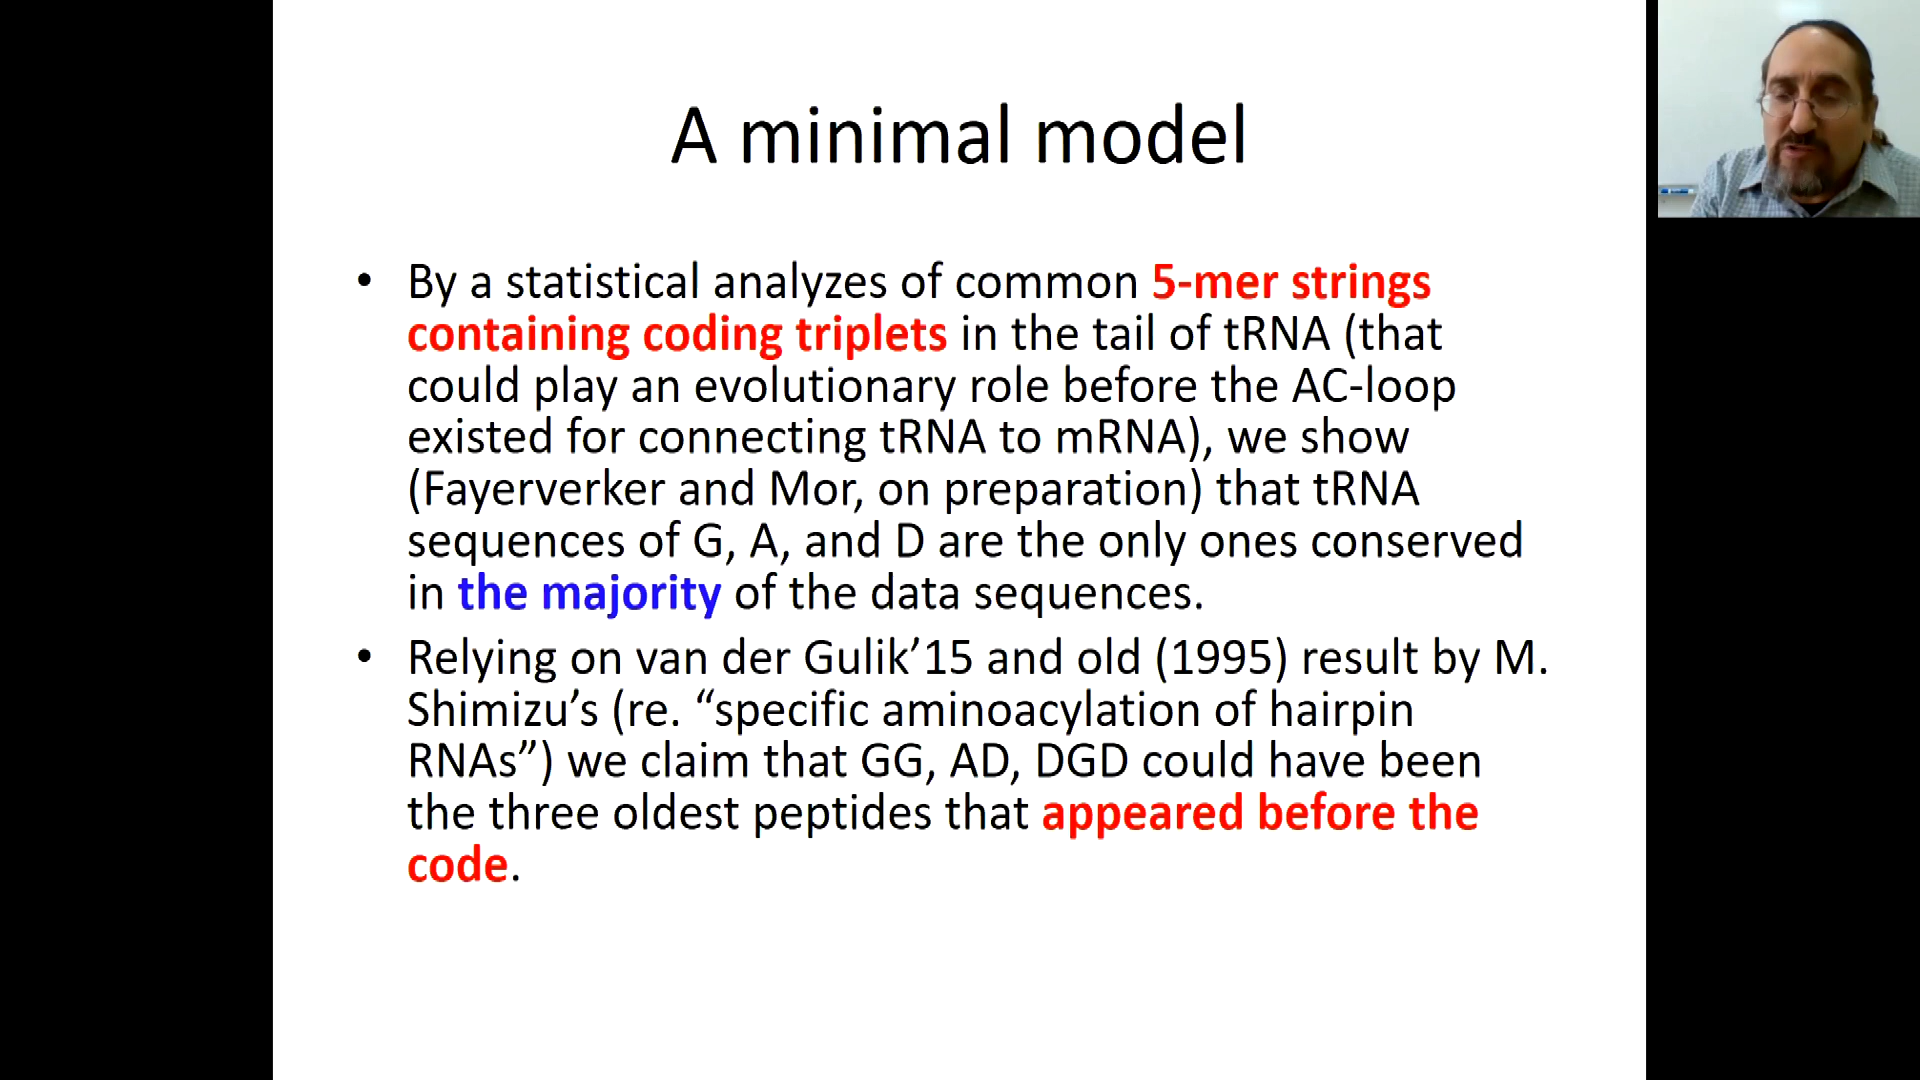 A minimal model
• By a statistical analyzes of common 5-mer strings
containing coding triplets in the tail of tRNA (that
could play an evolutionary role before the AC-loop
existed for connecting tRNA to mRNA), we show
(Fayerverker and Mor, on preparation) that tRNA
sequences of G, A, and D are the only ones conserved
in the majority of the data sequences.
• Relying on van der Gulik’15 and old (1995) result by M.
Shimizu’s (re. “specific aminoacylation of hairpin
RNAs”) we claim that GG, AD, DGD could have been
the three oldest peptides that appeared before the
code.